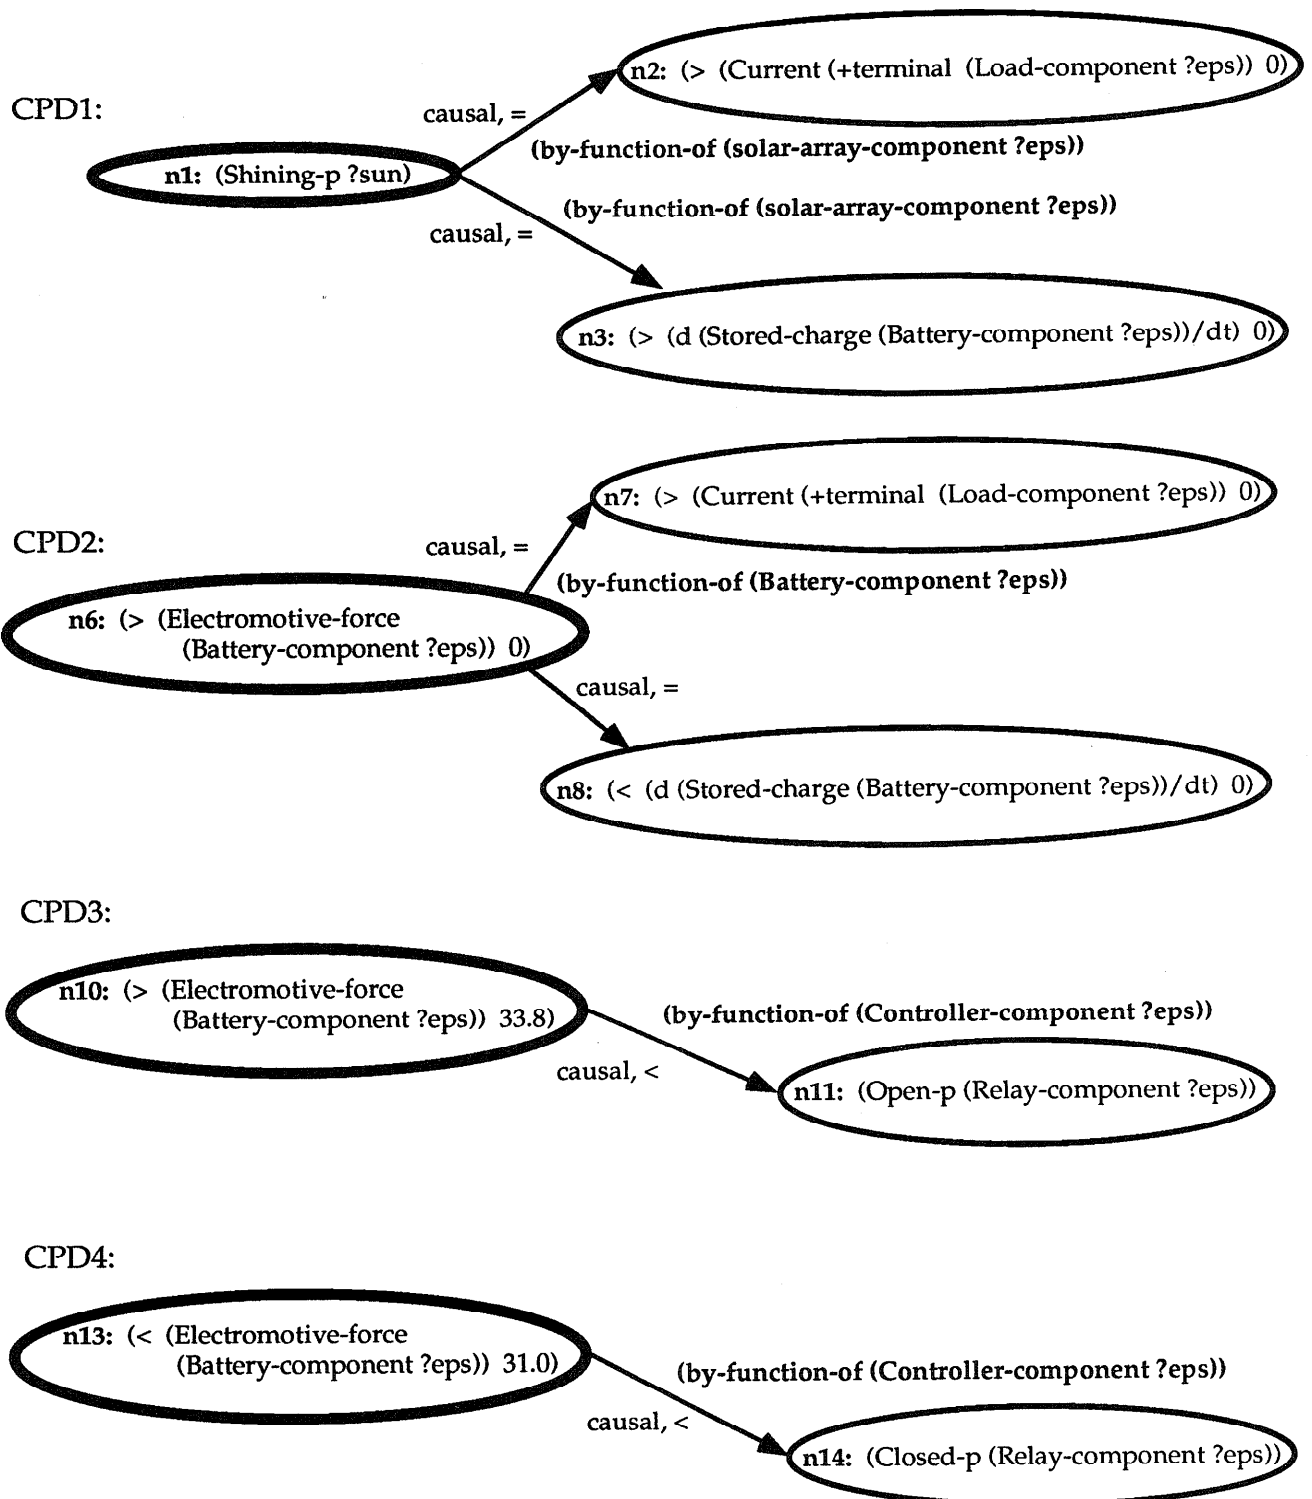 CPD1:
n2: (> (Current (+terminal (Load-component ?eps)) 0)
causal, =
(by-function-of (solar-array-component ?eps))
n1: (Shining-p ?sun)
(by-function-of (solar-array-component ?eps))
causal, =
n3: (> (d (Stored-charge (Battery-component ?eps))/dt) 0)
CPD2:
n7: (> (Current (+terminal (Load-component ?eps)) 0)
causal, =
(by-function-of (Battery-component ?eps))
n6: (> (Electromotive-force
(Battery-component ?eps)) 0)
causal, =
n8: (< (d (Stored-charge (Battery-component ?eps))/dt) 0)
CPD3:
n10: (> (Electromotive-force
(Battery-component ?eps)) 33.8)
(by-function-of (Controller-component ?eps))
causal, <
n11: (Open-p (Relay-component ?eps))
CPD4:
n13: (< (Electromotive-force
(Battery-component ?eps)) 31.0)
(by-function-of (Controller-component ?eps))
causal, <
n14: (Closed-p (Relay-component ?eps))